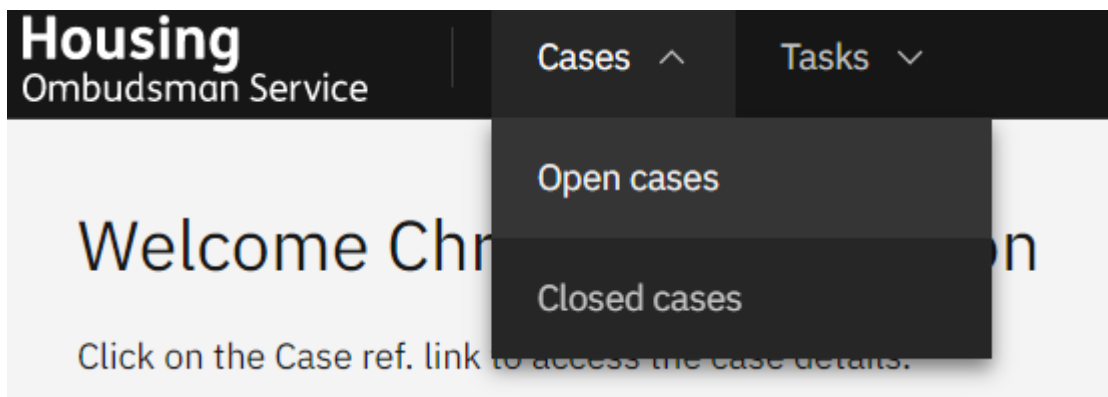 Housing
Ombudsman Service
Cases
Tasks
Open cases
Closed cases
Welcome
Click on the Case ref. link to access the case details.